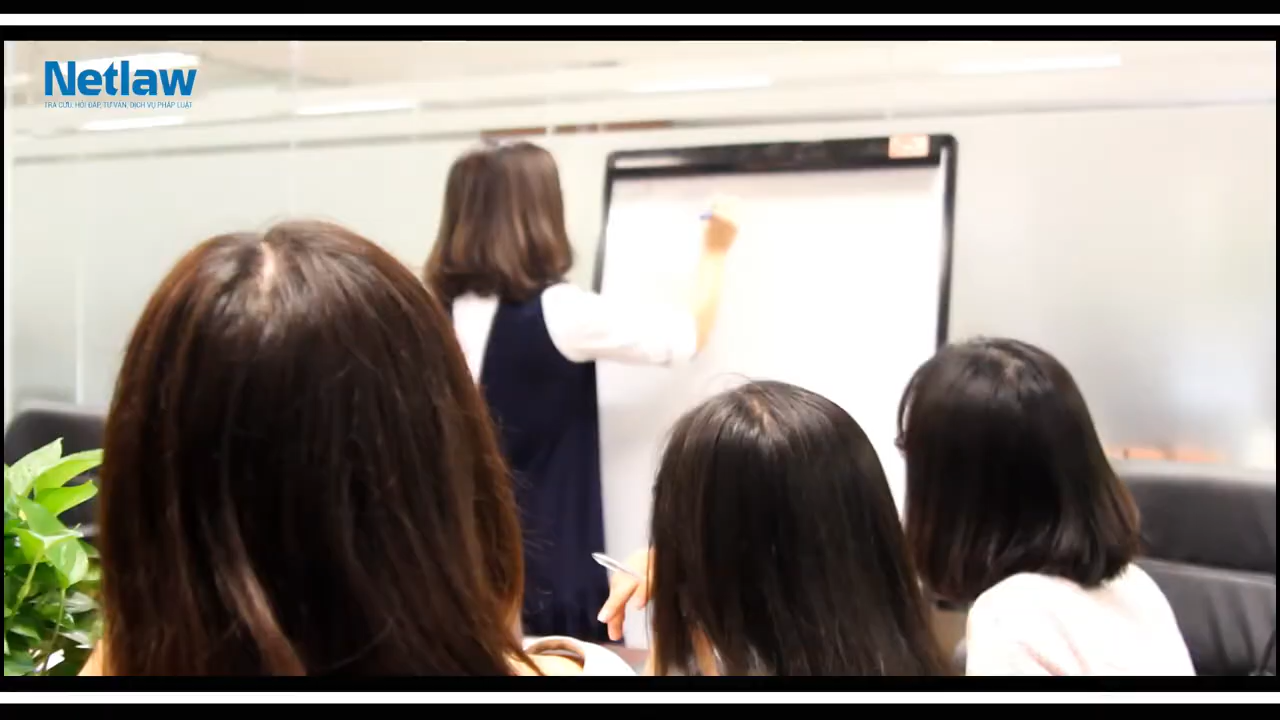 Netlaw
TRA CỨU, HỎI ĐÁP, TƯ VẤN, DỊCH VỤ PHÁP LUẬT